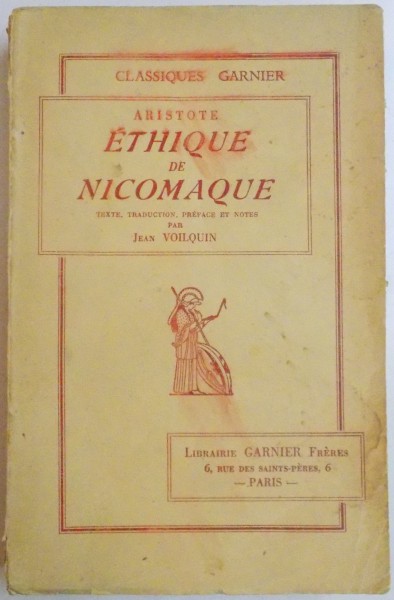 CLASSIQUES GARNIER
ARISTOTE
ÉTHIQUE
DE
NICOMAQUE
TEXTE, TRADUCTION, PRÉFACE ET NOTES
PAR
JEAN VOILQUIN
LIBRAIRIE GARNIER FRÈRES
6, RUE DES SAINTS-PÈRES, 6
— PARIS —